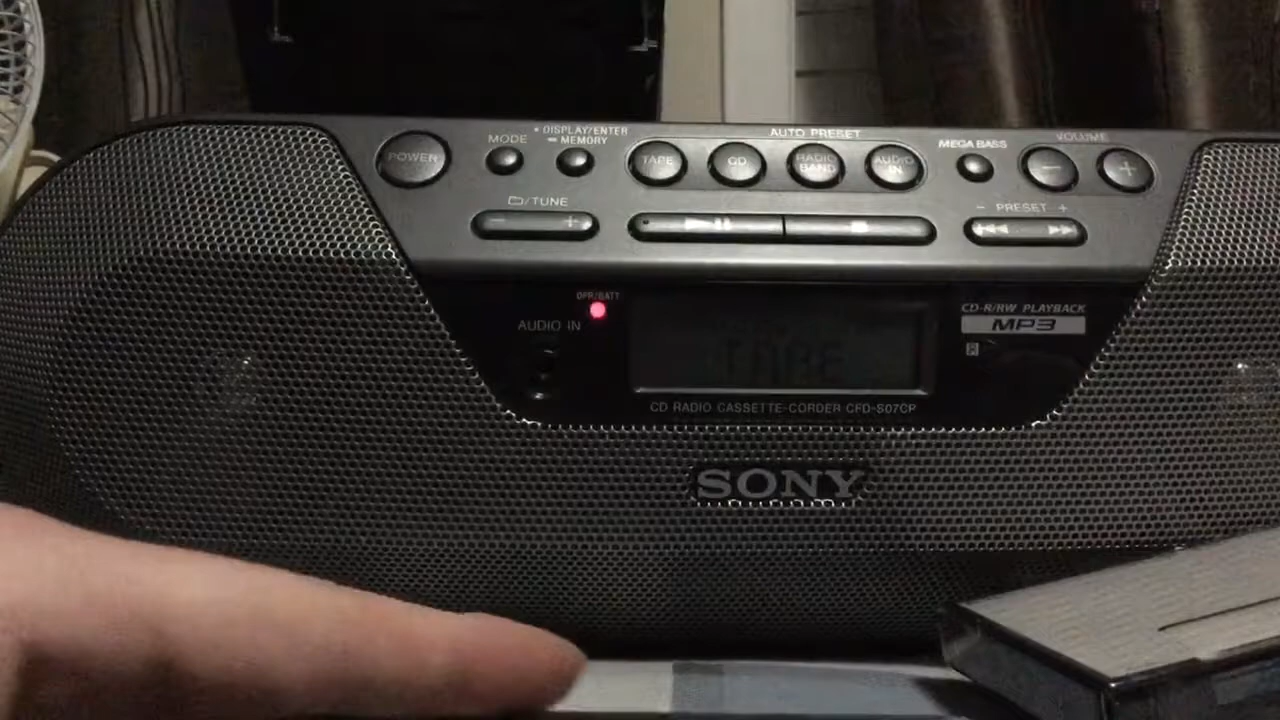 POWER
MODE
• DISPLAY/ENTER
━ MEMORY
AUTO PRESET
TAPE
CD
RADIO
BAND
AUDIO
IN
MEGA BASS
VOLUME
− +
/TUNE
− +
− PRESET +
OPR/BATT
AUDIO IN
TAPE
CD-R/RW PLAYBACK
MP3
R
CD RADIO CASSETTE-CORDER CFD-S07CP
SONY